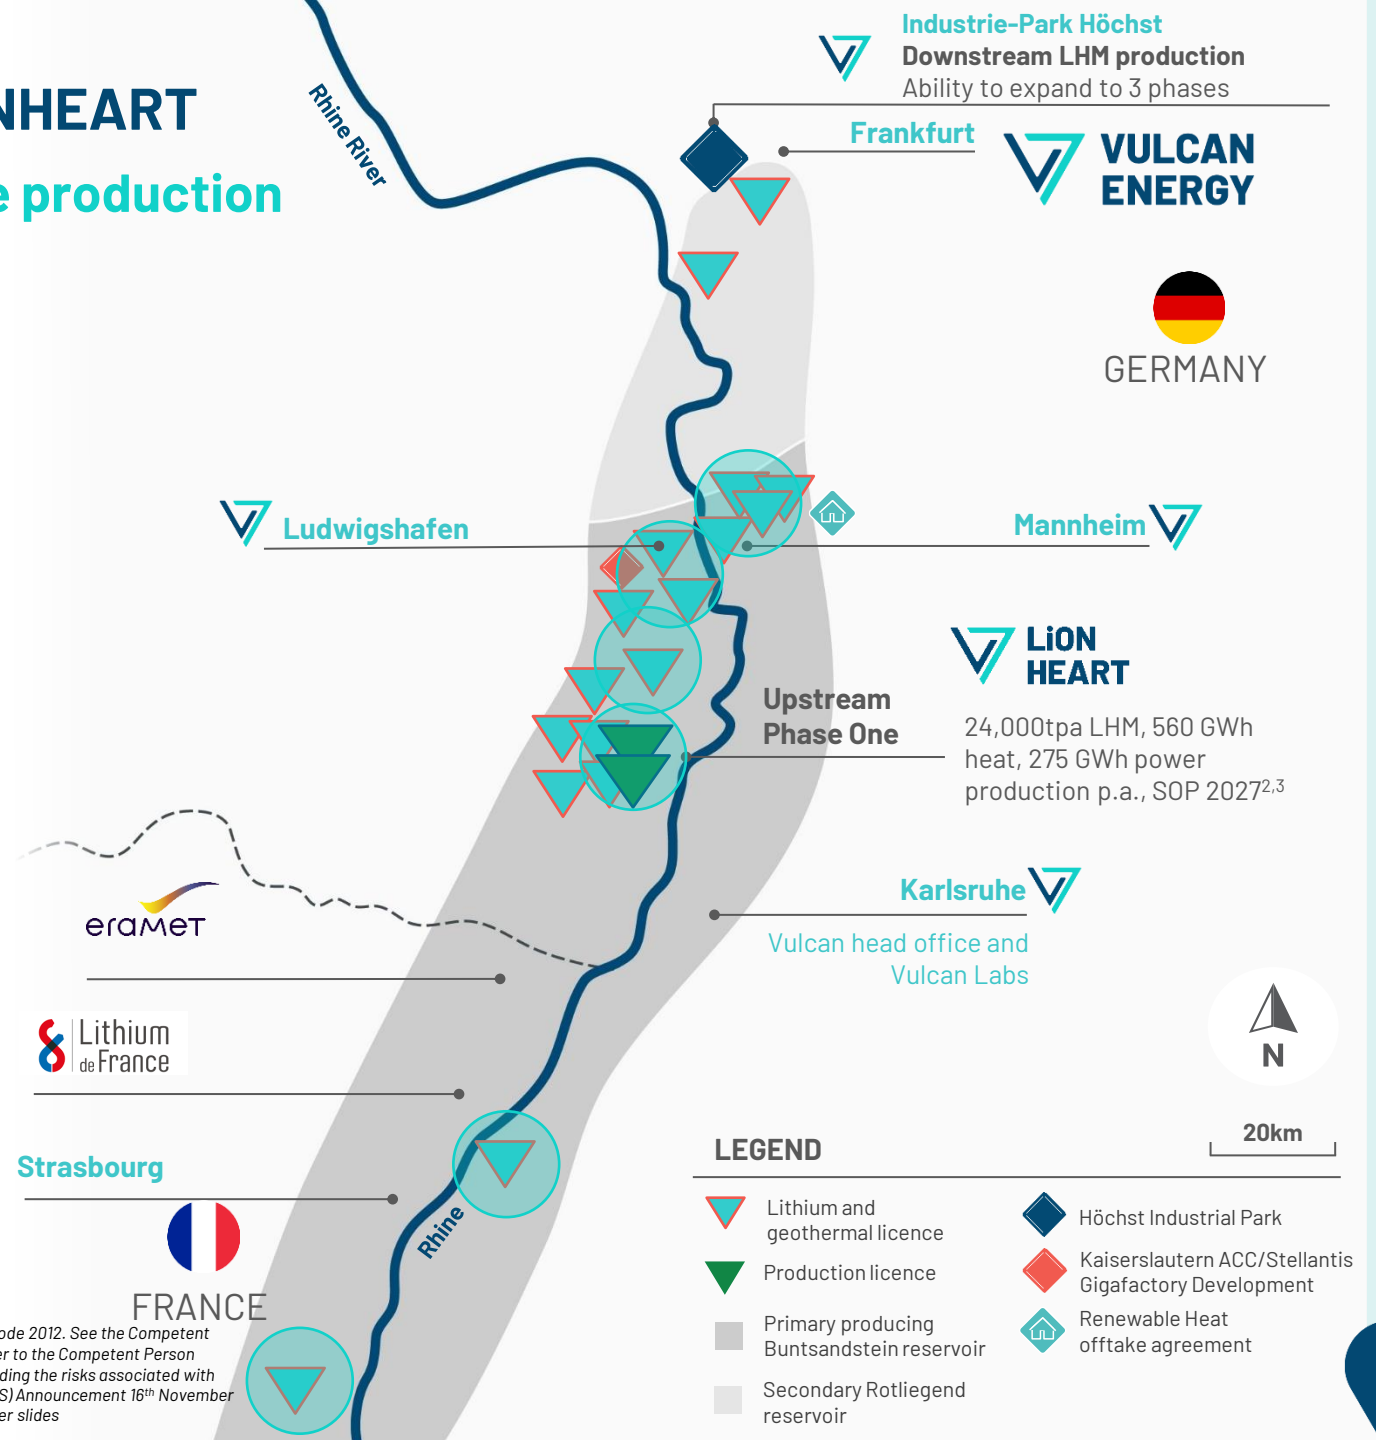 Industrie-Park Höchst
Downstream LHM production
Ability to expand to 3 phases
NHEART
e production
Rhine River
Frankfurt
VULCAN
ENERGY
GERMANY
Ludwigshafen
Mannheim
LiON
HEART
Upstream
Phase One
24,000tpa LHM, 560 GWh
heat, 275 GWh power
production p.a., SOP 2027²,³
eramet
Karlsruhe
Vulcan head office and
Vulcan Labs
Lithium
de France
N
20km
Strasbourg
Rhine
FRANCE
LEGEND
Lithium and
geothermal licence
Production licence
Primary producing
Buntsandstein reservoir
Secondary Rotliegend
reservoir
Höchst Industrial Park
Kaiserslautern ACC/Stellantis
Gigafactory Development
Renewable Heat
offtake agreement
ode 2012. See the Competent
er to the Competent Person
ding the risks associated with
S) Announcement 16th November
er slides